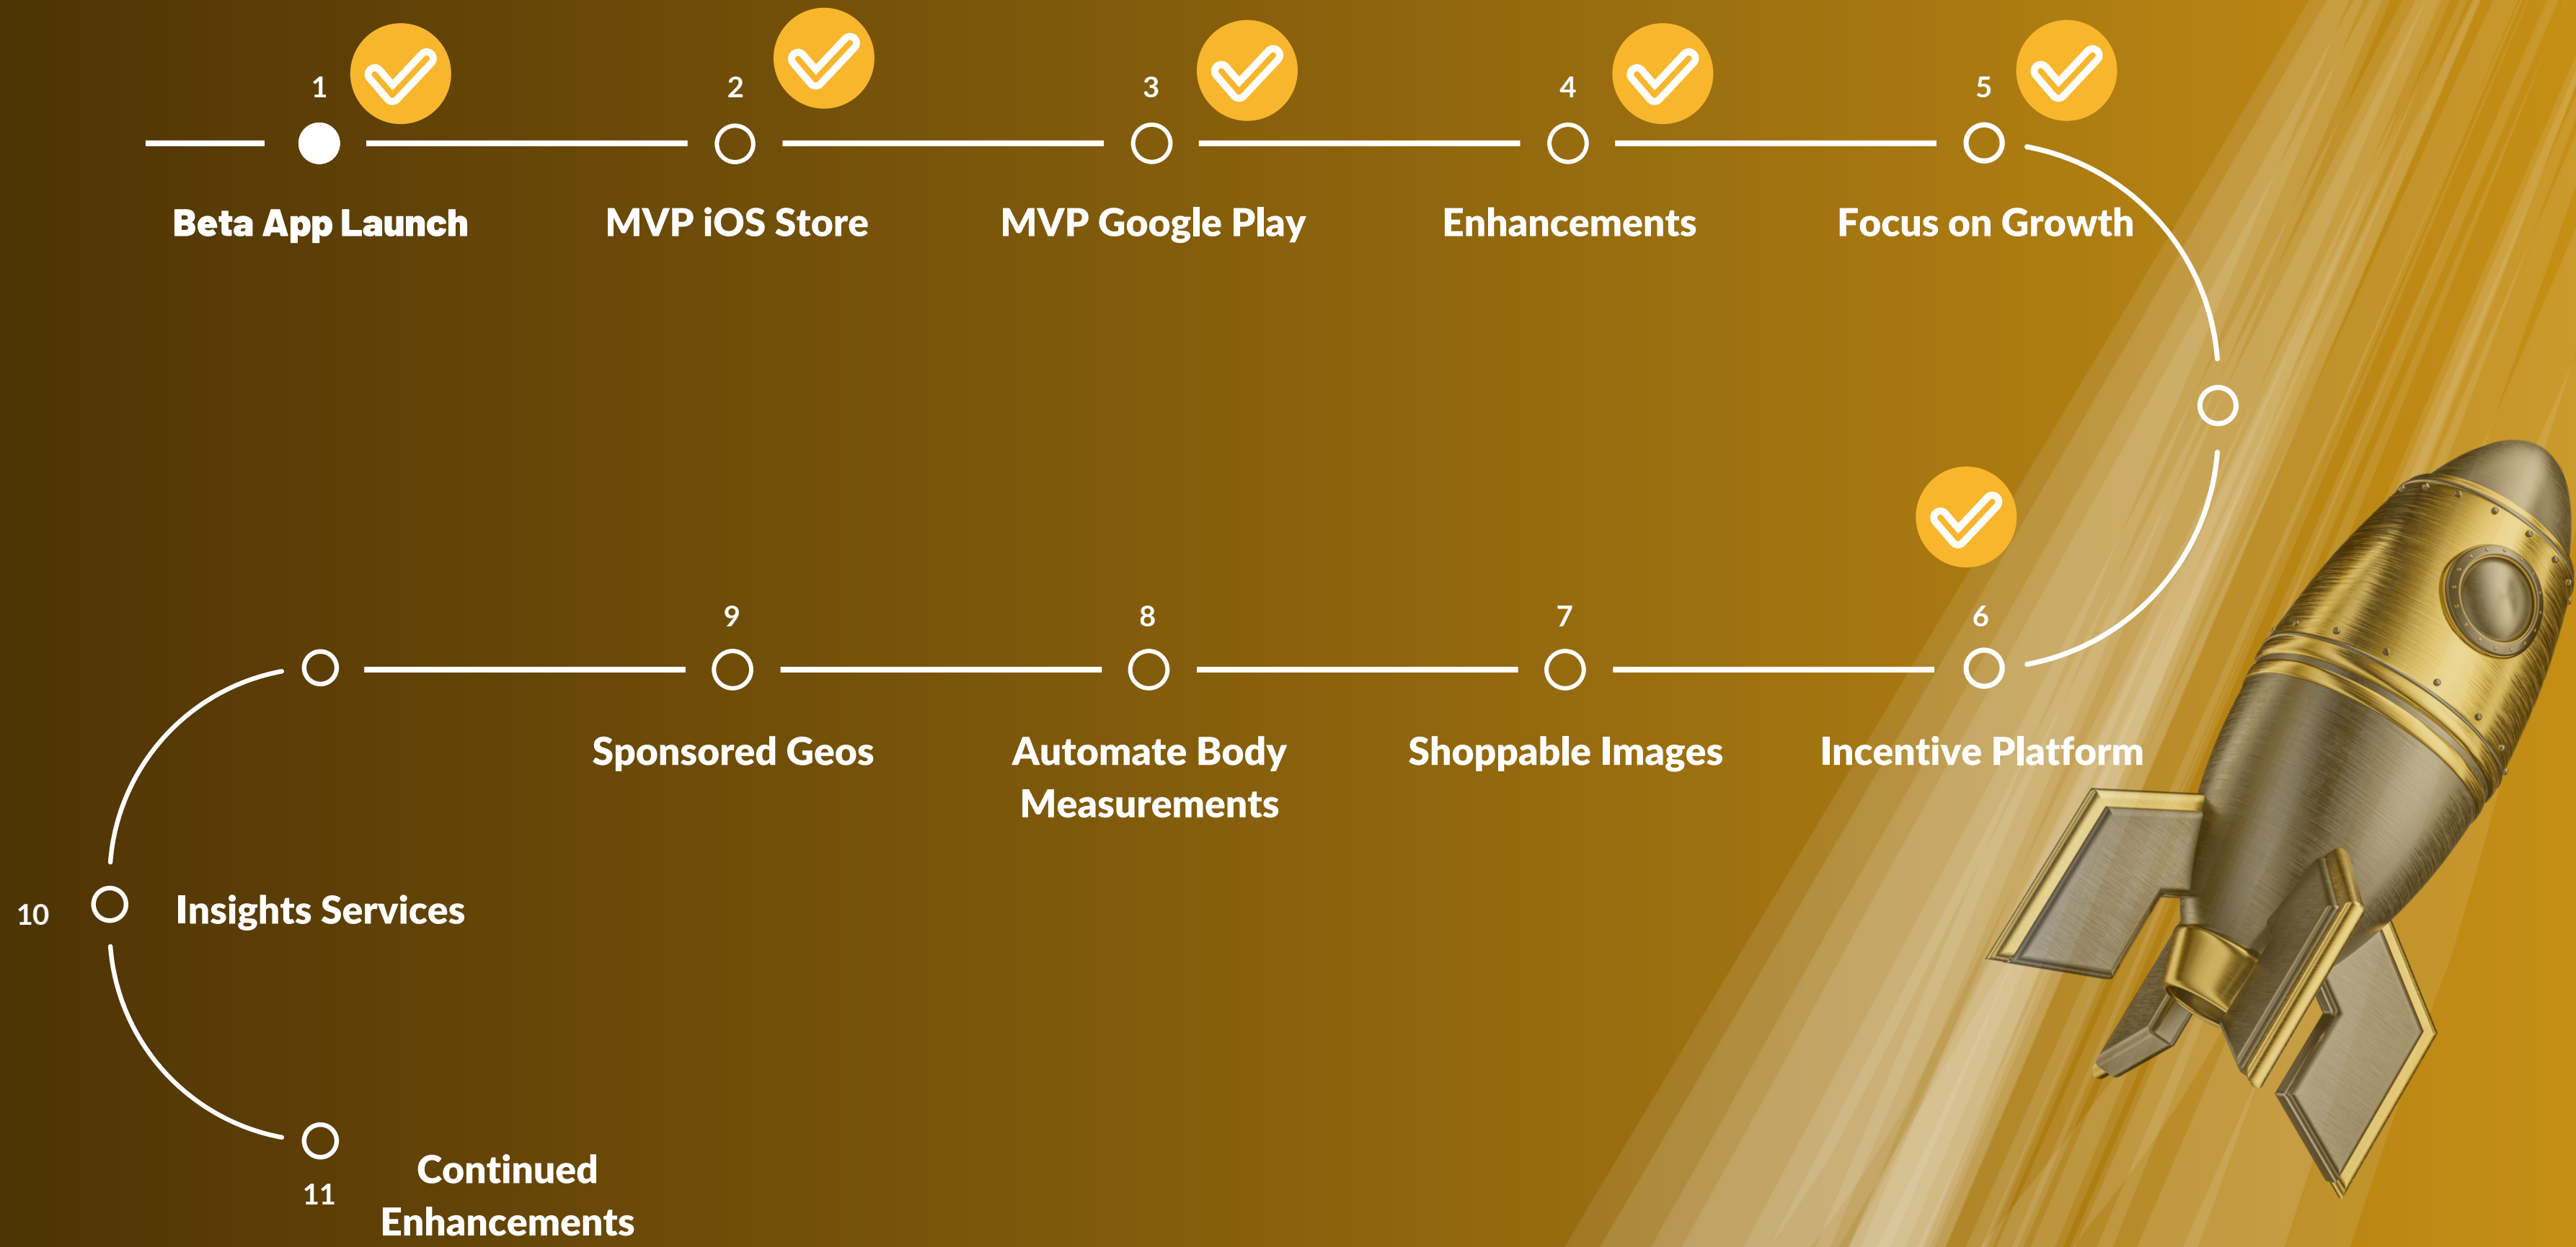 1
Beta App Launch
2
MVP iOS Store
3
MVP Google Play
4
Enhancements
5
Focus on Growth
6
Incentive Platform
7
Shoppable Images
8
Automate Body
Measurements
9
Sponsored Geos
10
Insights Services
11
Continued
Enhancements